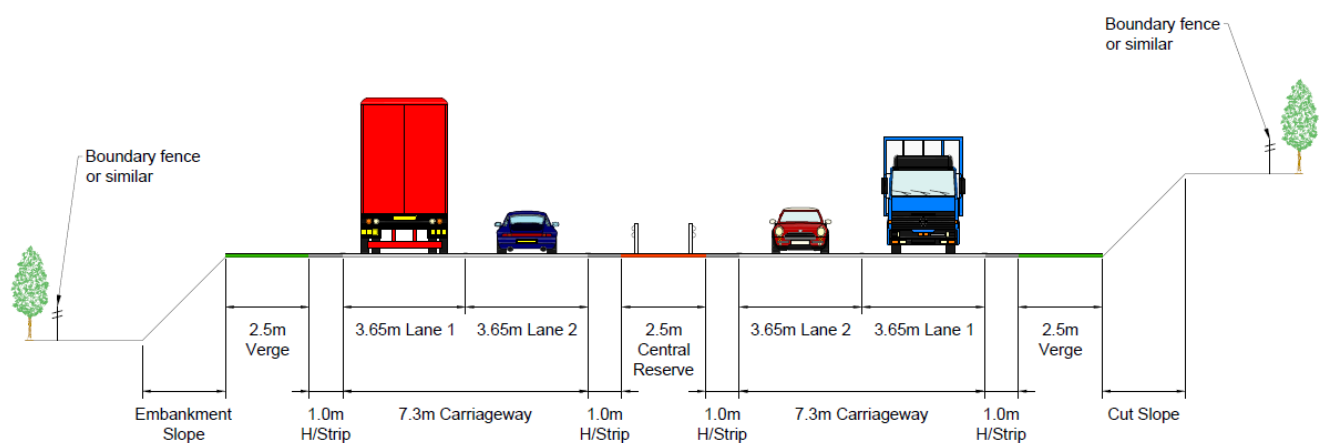 Boundary fence
or similar
Boundary fence
or similar
2.5m
Verge
3.65m Lane 1
3.65m Lane 2
2.5m
Central
Reserve
3.65m Lane 2
3.65m Lane 1
2.5m
Verge
Embankment
Slope
1.0m
H/Strip
7.3m Carriageway
1.0m
H/Strip
1.0m
H/Strip
7.3m Carriageway
1.0m
H/Strip
Cut Slope